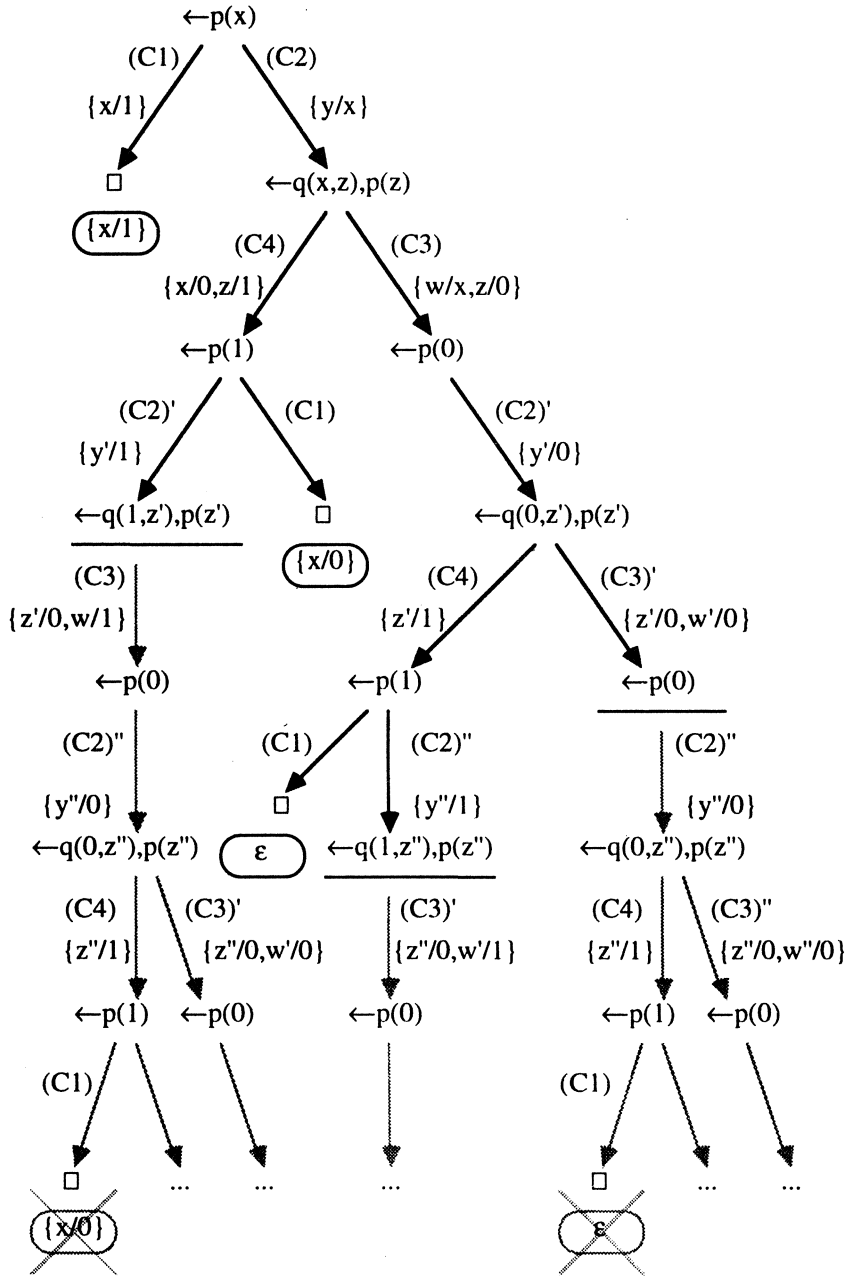 ←p(x)
(C1) (C2)
{x/1} {y/x}
□ ←q(x,z),p(z)
{x/1}
(C4) (C3)
{x/0,z/1} {w/x,z/0}
←p(1) ←p(0)
(C2)' (C1) (C2)'
{y'/1} {y'/0}
←q(1,z'),p(z') □ ←q(0,z'),p(z')
{x/0}
(C3) (C4) (C3)'
{z'/0,w/1} {z'/1} {z'/0,w'/0}
←p(0) ←p(1) ←p(0)
(C2)'' (C1) (C2)'' (C2)''
{y''/0} □ {y''/1} {y''/0}
←q(0,z''),p(z'') ε ←q(1,z''),p(z'') ←q(0,z''),p(z'')
(C4) (C3)' (C3)' (C4) (C3)''
{z''/1} {z''/0,w'/0} {z''/0,w'/1} {z''/1} {z''/0,w''/0}
←p(1) ←p(0) ←p(0) ←p(1) ←p(0)
(C1) (C1)
□ ... ... ... □ ... ...
{x/0} ε